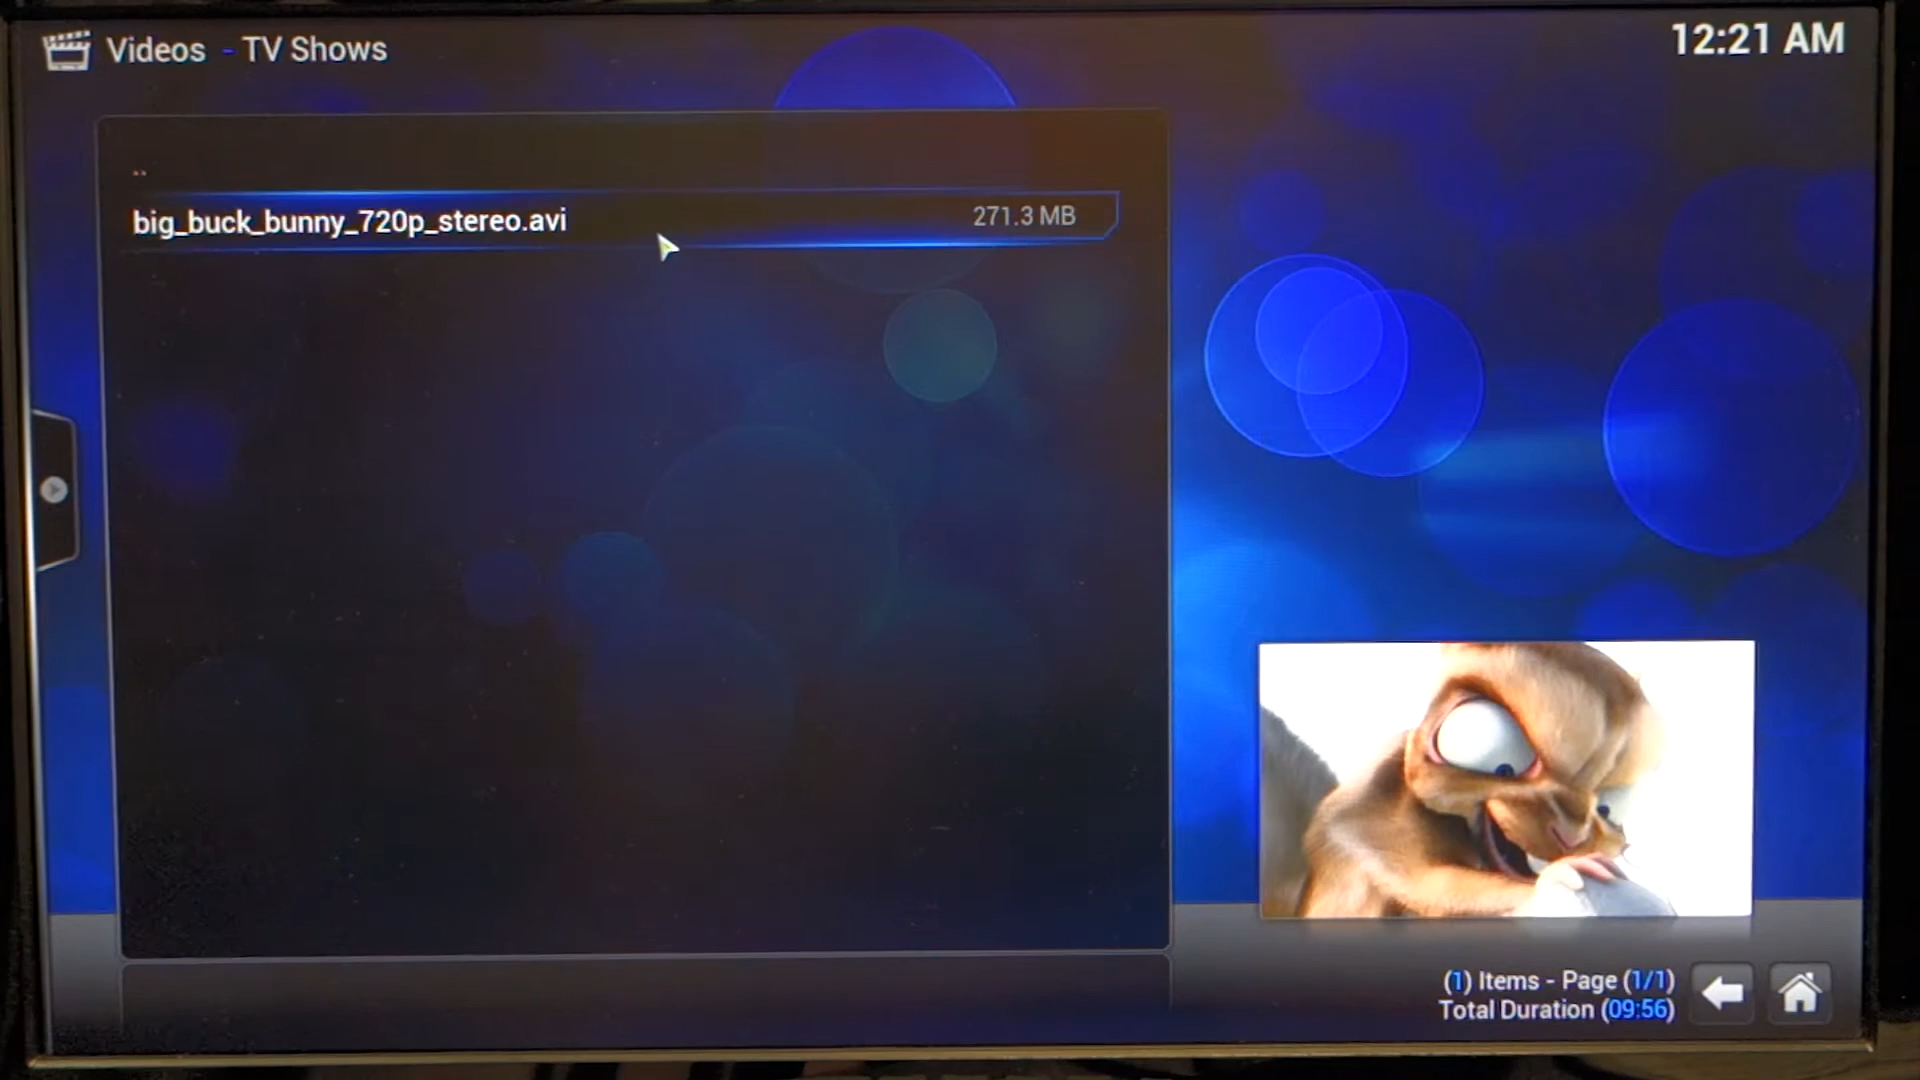 Videos - TV Shows
12:21 AM
..
big_buck_bunny_720p_stereo.avi 271.3 MB
(1) Items - Page (1/1)
Total Duration (09:56)